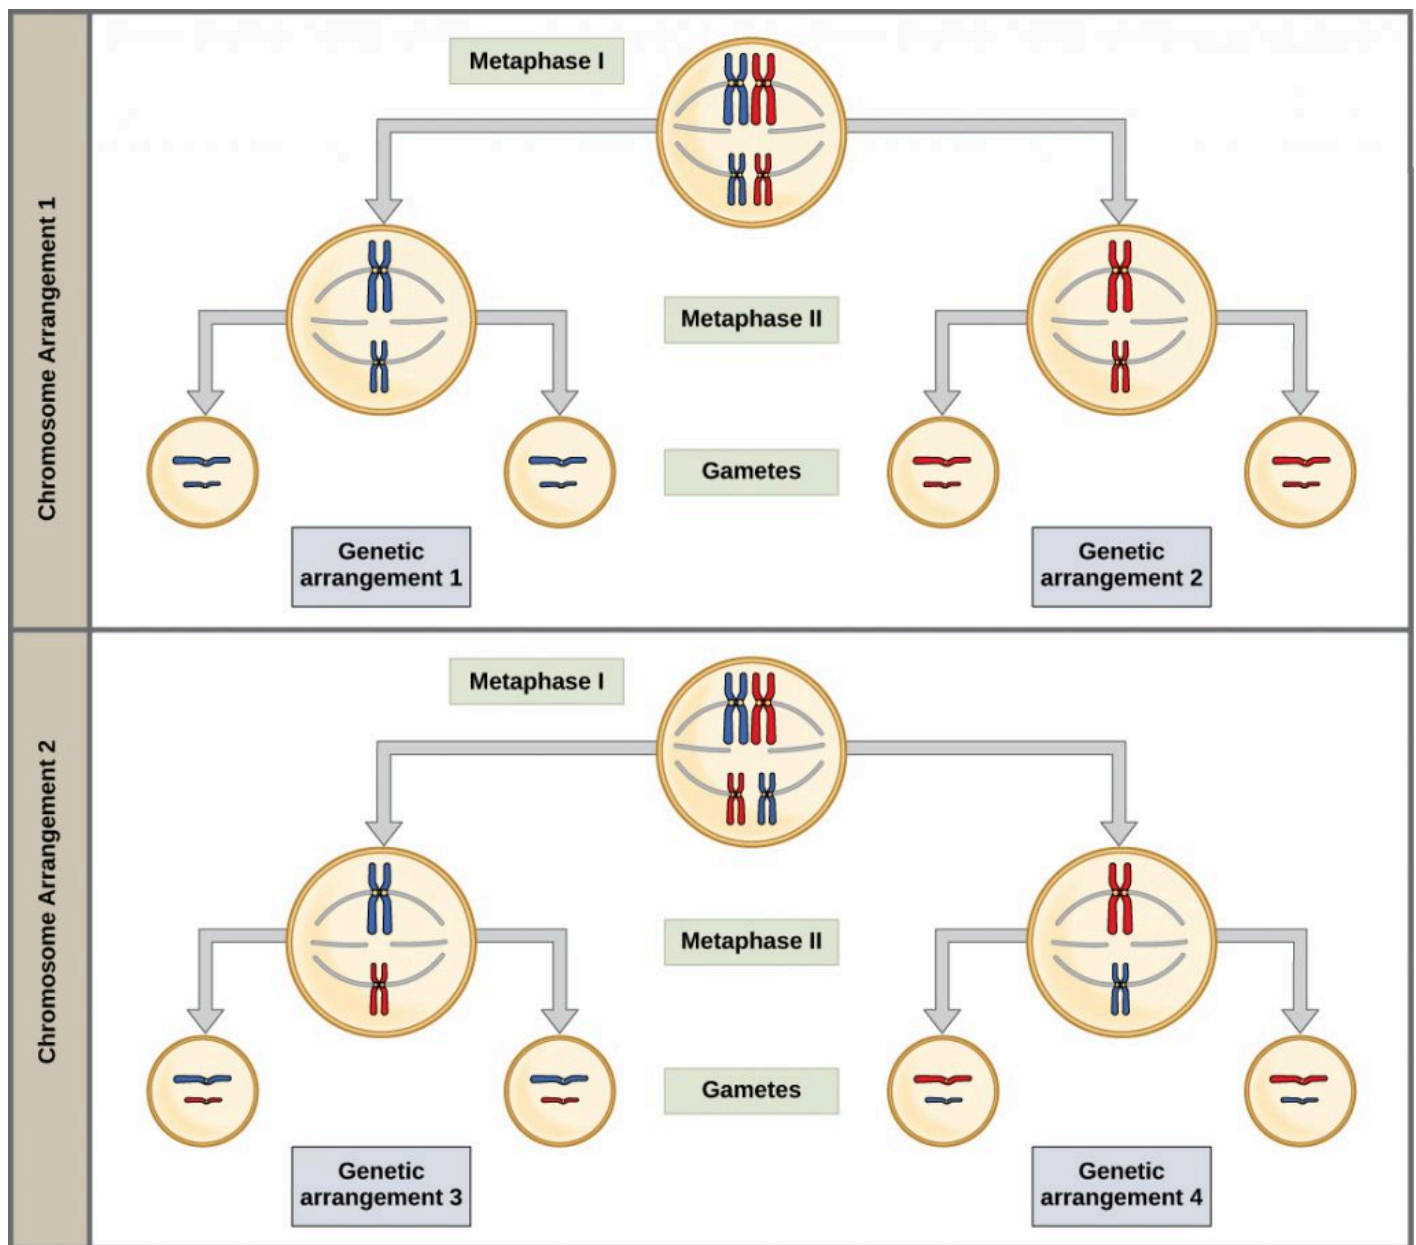 Chromosome Arrangement 1
Metaphase I
Metaphase II
Gametes
Genetic
arrangement 1
Genetic
arrangement 2
Chromosome Arrangement 2
Metaphase I
Metaphase II
Gametes
Genetic
arrangement 3
Genetic
arrangement 4